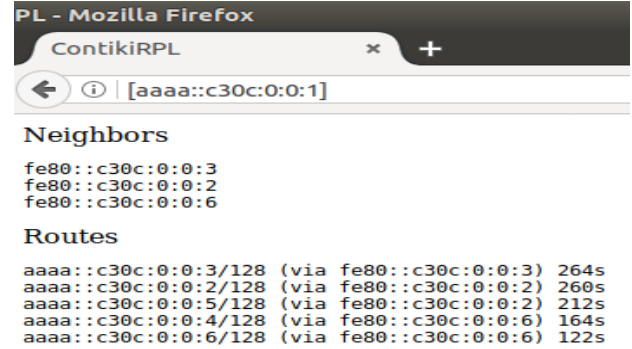 PL - Mozilla Firefox
ContikiRPL × +
[aaaa::c30c:0:0:1]
Neighbors
fe80::c30c:0:0:3
fe80::c30c:0:0:2
fe80::c30c:0:0:6
Routes
aaaa::c30c:0:0:3/128 (via fe80::c30c:0:0:3) 264s
aaaa::c30c:0:0:2/128 (via fe80::c30c:0:0:2) 260s
aaaa::c30c:0:0:5/128 (via fe80::c30c:0:0:2) 212s
aaaa::c30c:0:0:4/128 (via fe80::c30c:0:0:6) 164s
aaaa::c30c:0:0:6/128 (via fe80::c30c:0:0:6) 122s